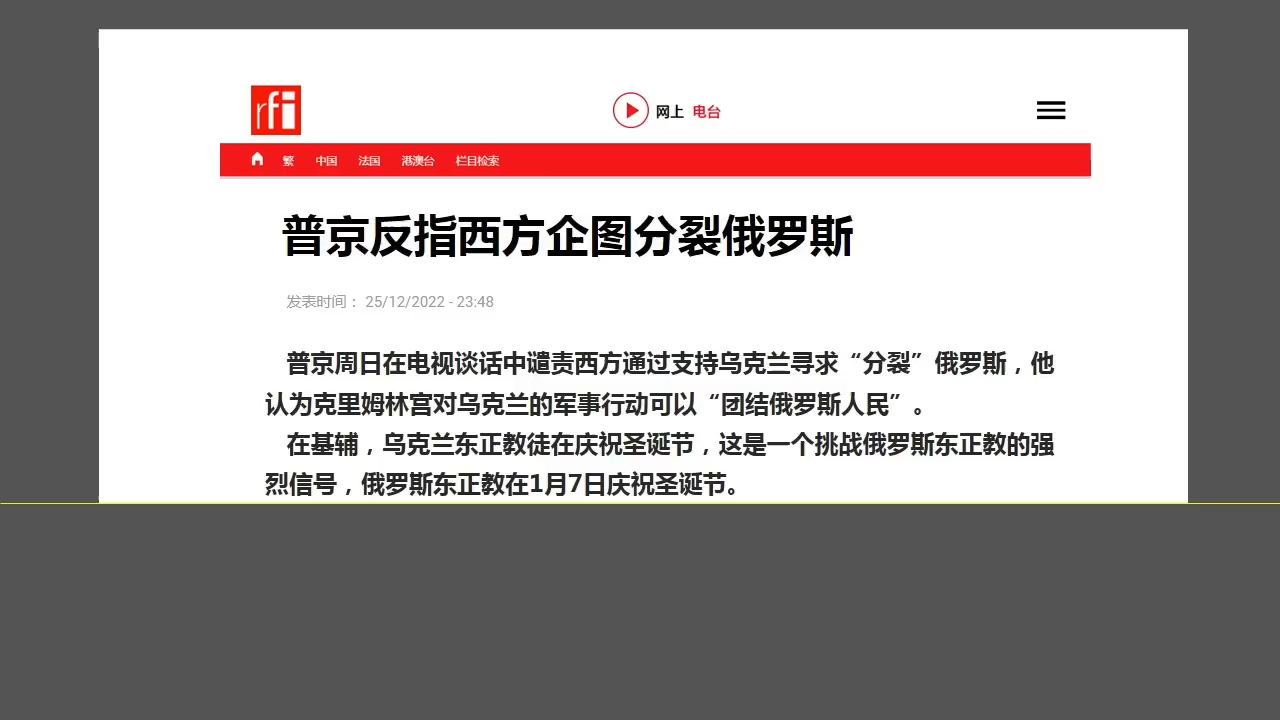 rfi
网上 电台
繁 中国 法国 港澳台 栏目检索
普京反指西方企图分裂俄罗斯
发表时间： 25/12/2022 - 23:48
普京周日在电视谈话中谴责西方通过支持乌克兰寻求“分裂”俄罗斯，他
认为克里姆林宫对乌克兰的军事行动可以“团结俄罗斯人民”。
在基辅，乌克兰东正教徒在庆祝圣诞节，这是一个挑战俄罗斯东正教的强
烈信号，俄罗斯东正教在1月7日庆祝圣诞节。